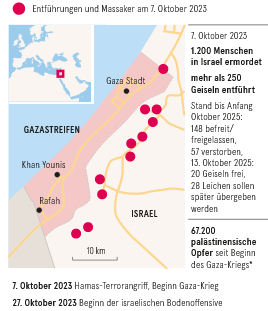 Entführungen und Massaker am 7. Oktober 2023
Gaza Stadt
GAZASTREIFEN
Khan Younis
Rafah
ISRAEL
10 km
7. Oktober 2023
1.200 Menschen
in Israel ermordet
mehr als 250
Geiseln entführt
Stand bis Anfang
Oktober 2025:
148 befreit/
freigelassen,
57 verstorben,
13. Oktober 2025:
20 Geiseln frei,
28 Leichen sollen
später übergeben
werden
67.200
palästinensische
Opfer seit Beginn
des Gaza-Kriegs*
7. Oktober 2023 Hamas-Terrorangriff, Beginn Gaza-Krieg
27. Oktober 2023 Beginn der israelischen Bodenoffensive